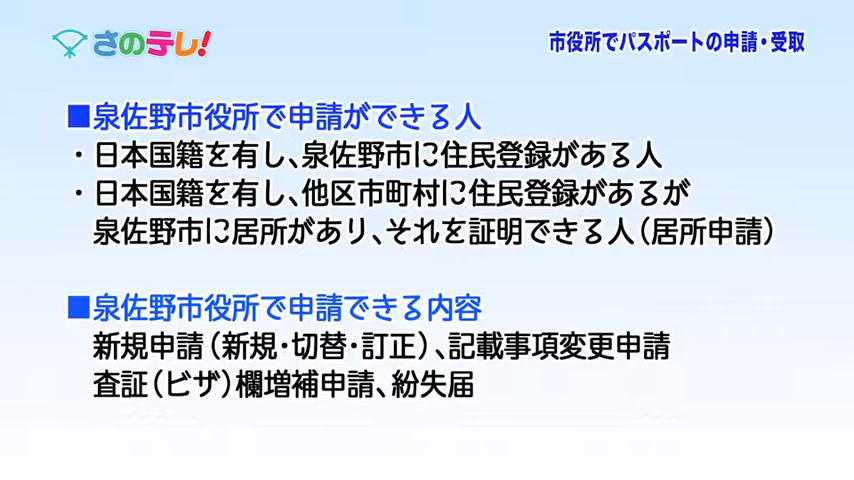 さのテレ!
市役所でパスポートの申請・受取
■泉佐野市役所で申請ができる人
・日本国籍を有し、泉佐野市に住民登録がある人
・日本国籍を有し、他区市町村に住民登録があるが
泉佐野市に居所があり、それを証明できる人(居所申請)
■泉佐野市役所で申請できる内容
新規申請(新規・切替・訂正)、記載事項変更申請
査証(ビザ)欄増補申請、紛失届